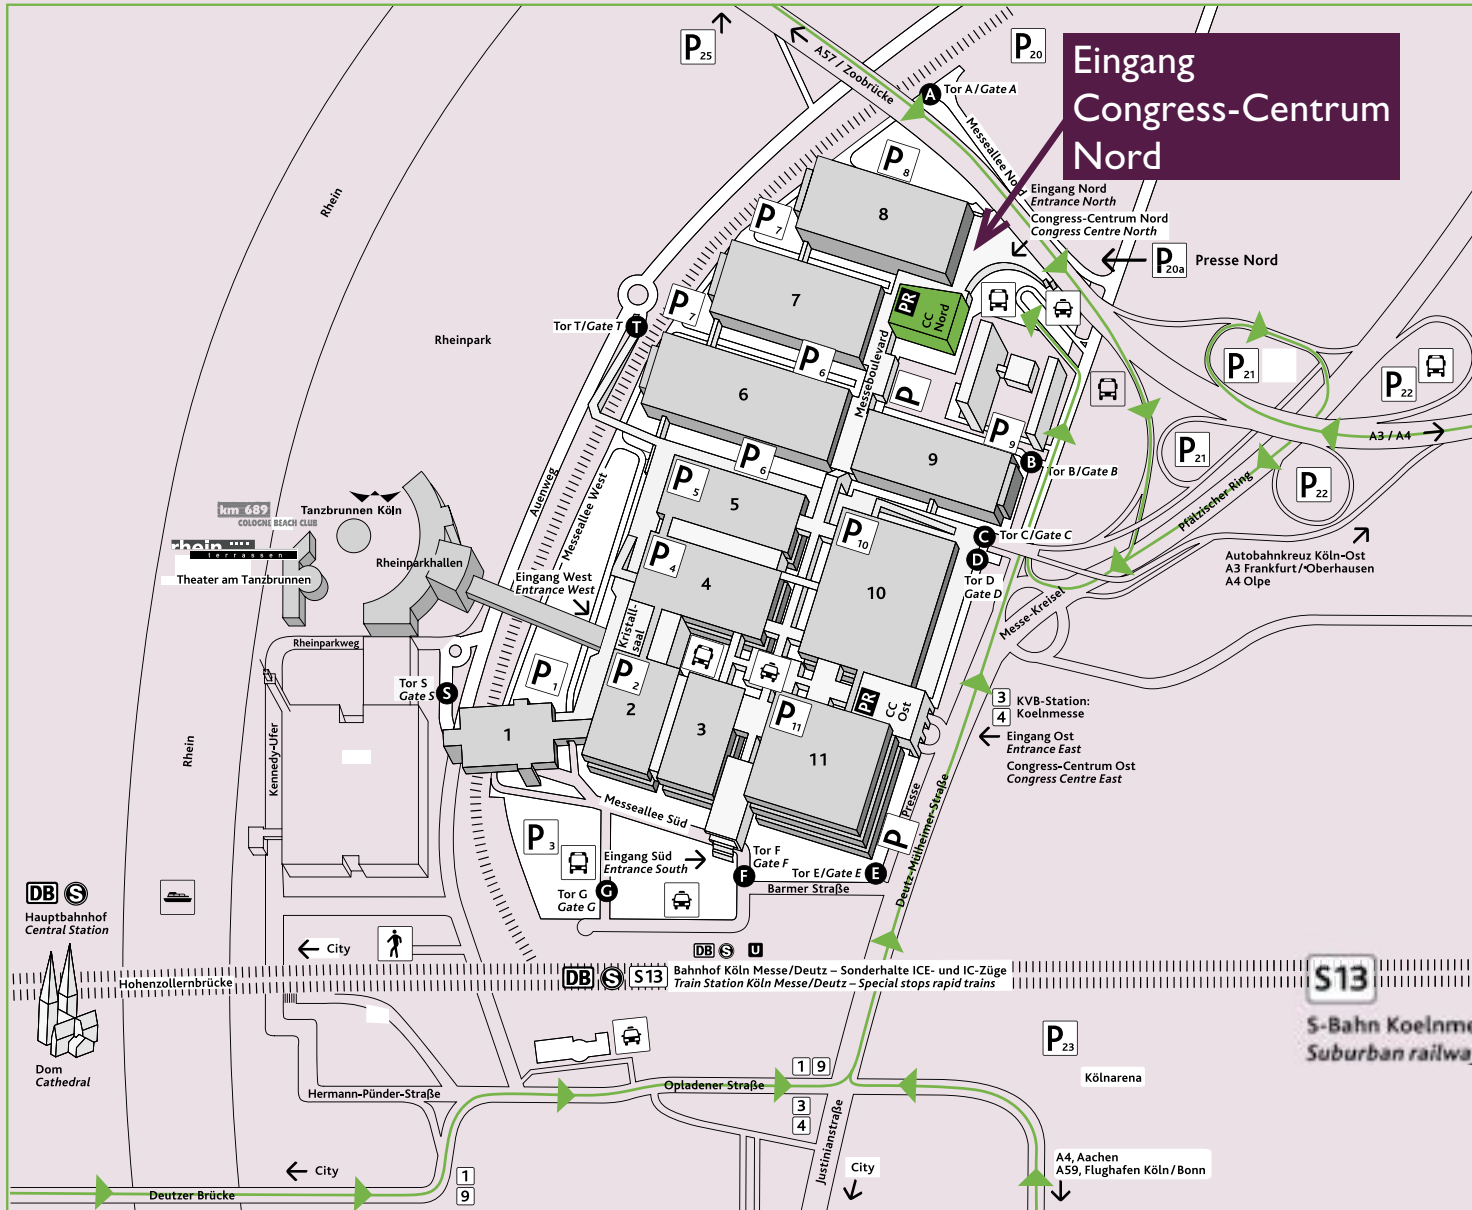 P25
A57 / Zoobrücke
P20
Eingang
Congress-Centrum
Nord
A
Tor A/Gate A
Messeallee Nord
P8
Eingang Nord
Entrance North
Congress-Centrum Nord
Congress Centre North
P20a
Presse Nord
Rhein
8
P7
7
PR
CC
Nord
P7
Tor T/Gate T
T
Rheinpark
P6
Messeboulevard
P
6
P21
P22
A3 / A4
P9
9
B
Tor B/Gate B
P21
P22
P6
P5
5
Pfälzischer Ring
Auenweg
Messeallee West
km 689
COLOGNE BEACH CLUB
Tanzbrunnen Köln
rhein
terrassen
Theater am Tanzbrunnen
Rheinparkhallen
P10
C
Tor C/Gate C
D
Tor D
Gate D
Autobahnkreuz Köln-Ost
A3 Frankfurt/Oberhausen
A4 Olpe
P4
4
10
Eingang West
Entrance West
Kristall-
saal
Messe-Kreisel
Rheinparkweg
P1
P2
Tor S
Gate S
S
PR
CC
Ost
3
4
KVB-Station:
Koelnmesse
Eingang Ost
Entrance East
Congress-Centrum Ost
Congress Centre East
1
2
3
P11
11
Kennedy-Ufer
Rhein
Messeallee Süd
Presse
P
Deutz-Mülheimer-Straße
P3
Eingang Süd
Entrance South
Tor F
Gate F
F
Tor E/Gate E
E
Barmer Straße
Tor G
Gate G
G
DB S
Hauptbahnhof
Central Station
City
DB S U
Hohenzollernbrücke
DB S S13
Bahnhof Köln Messe/Deutz – Sonderhalte ICE- und IC-Züge
Train Station Köln Messe/Deutz – Special stops rapid trains
S13
S-Bahn Koelnme
Suburban railwa
Dom
Cathedral
P23
Kölnarena
1 9
Opladener Straße
3
4
Hermann-Pünder-Straße
Justinianstraße
City
City
1
9
Deutzer Brücke
A4, Aachen
A59, Flughafen Köln/Bonn